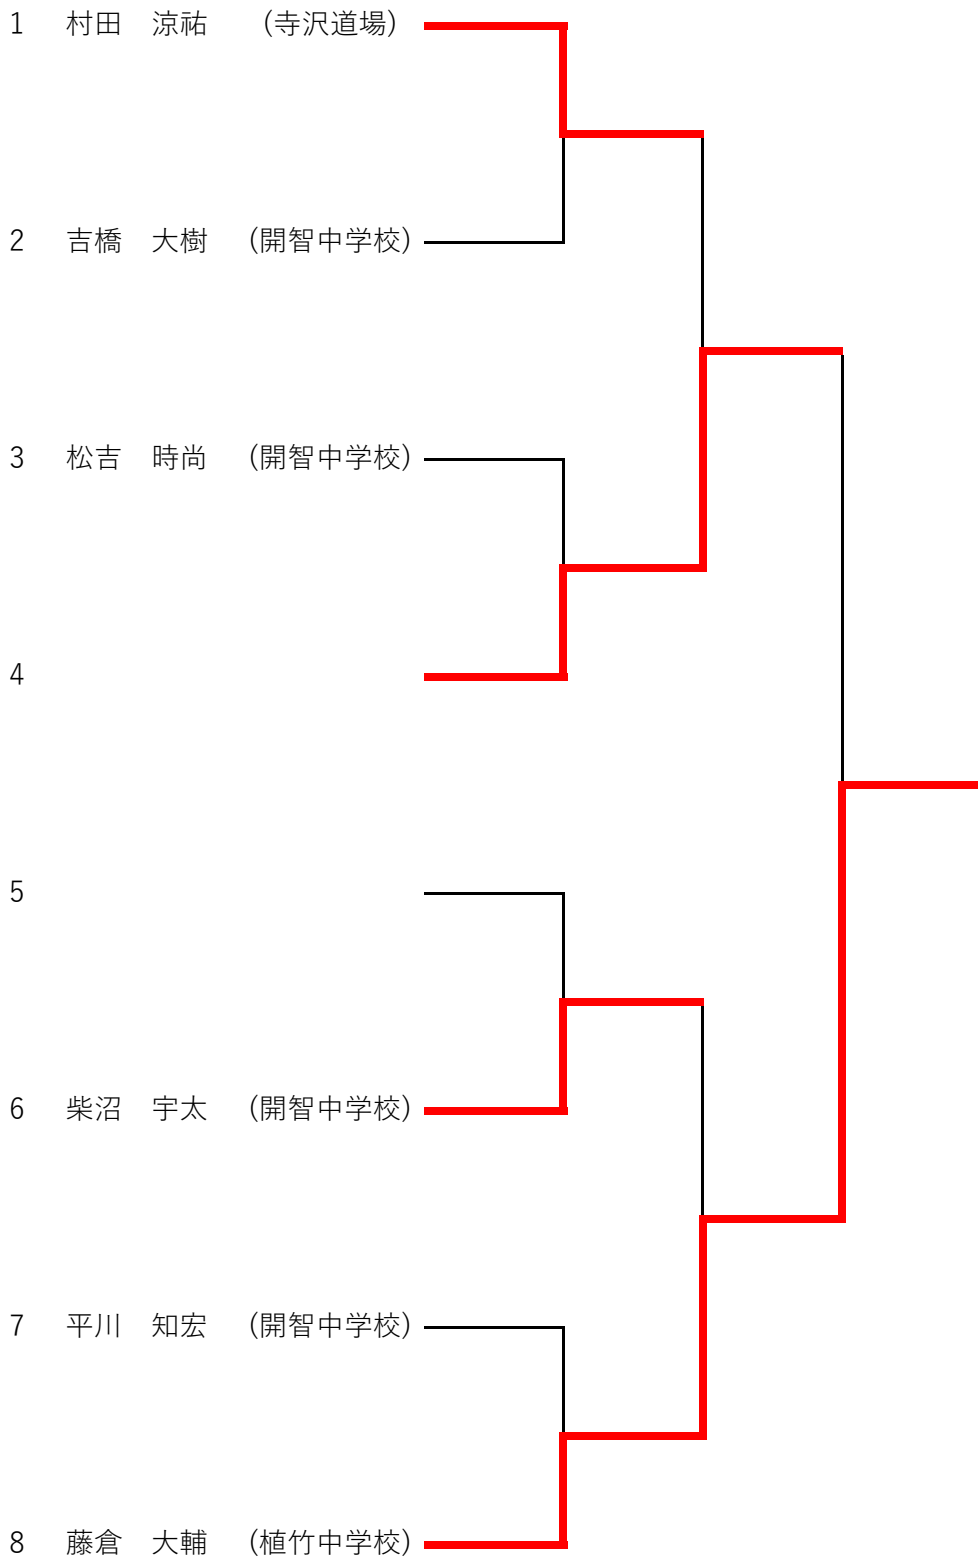 1 村田 涼祐 (寺沢道場)
2 吉橋 大樹 (開智中学校)
3 松吉 時尚 (開智中学校)
4
5
6 柴沼 宇太 (開智中学校)
7 平川 知宏 (開智中学校)
8 藤倉 大輔 (植竹中学校)